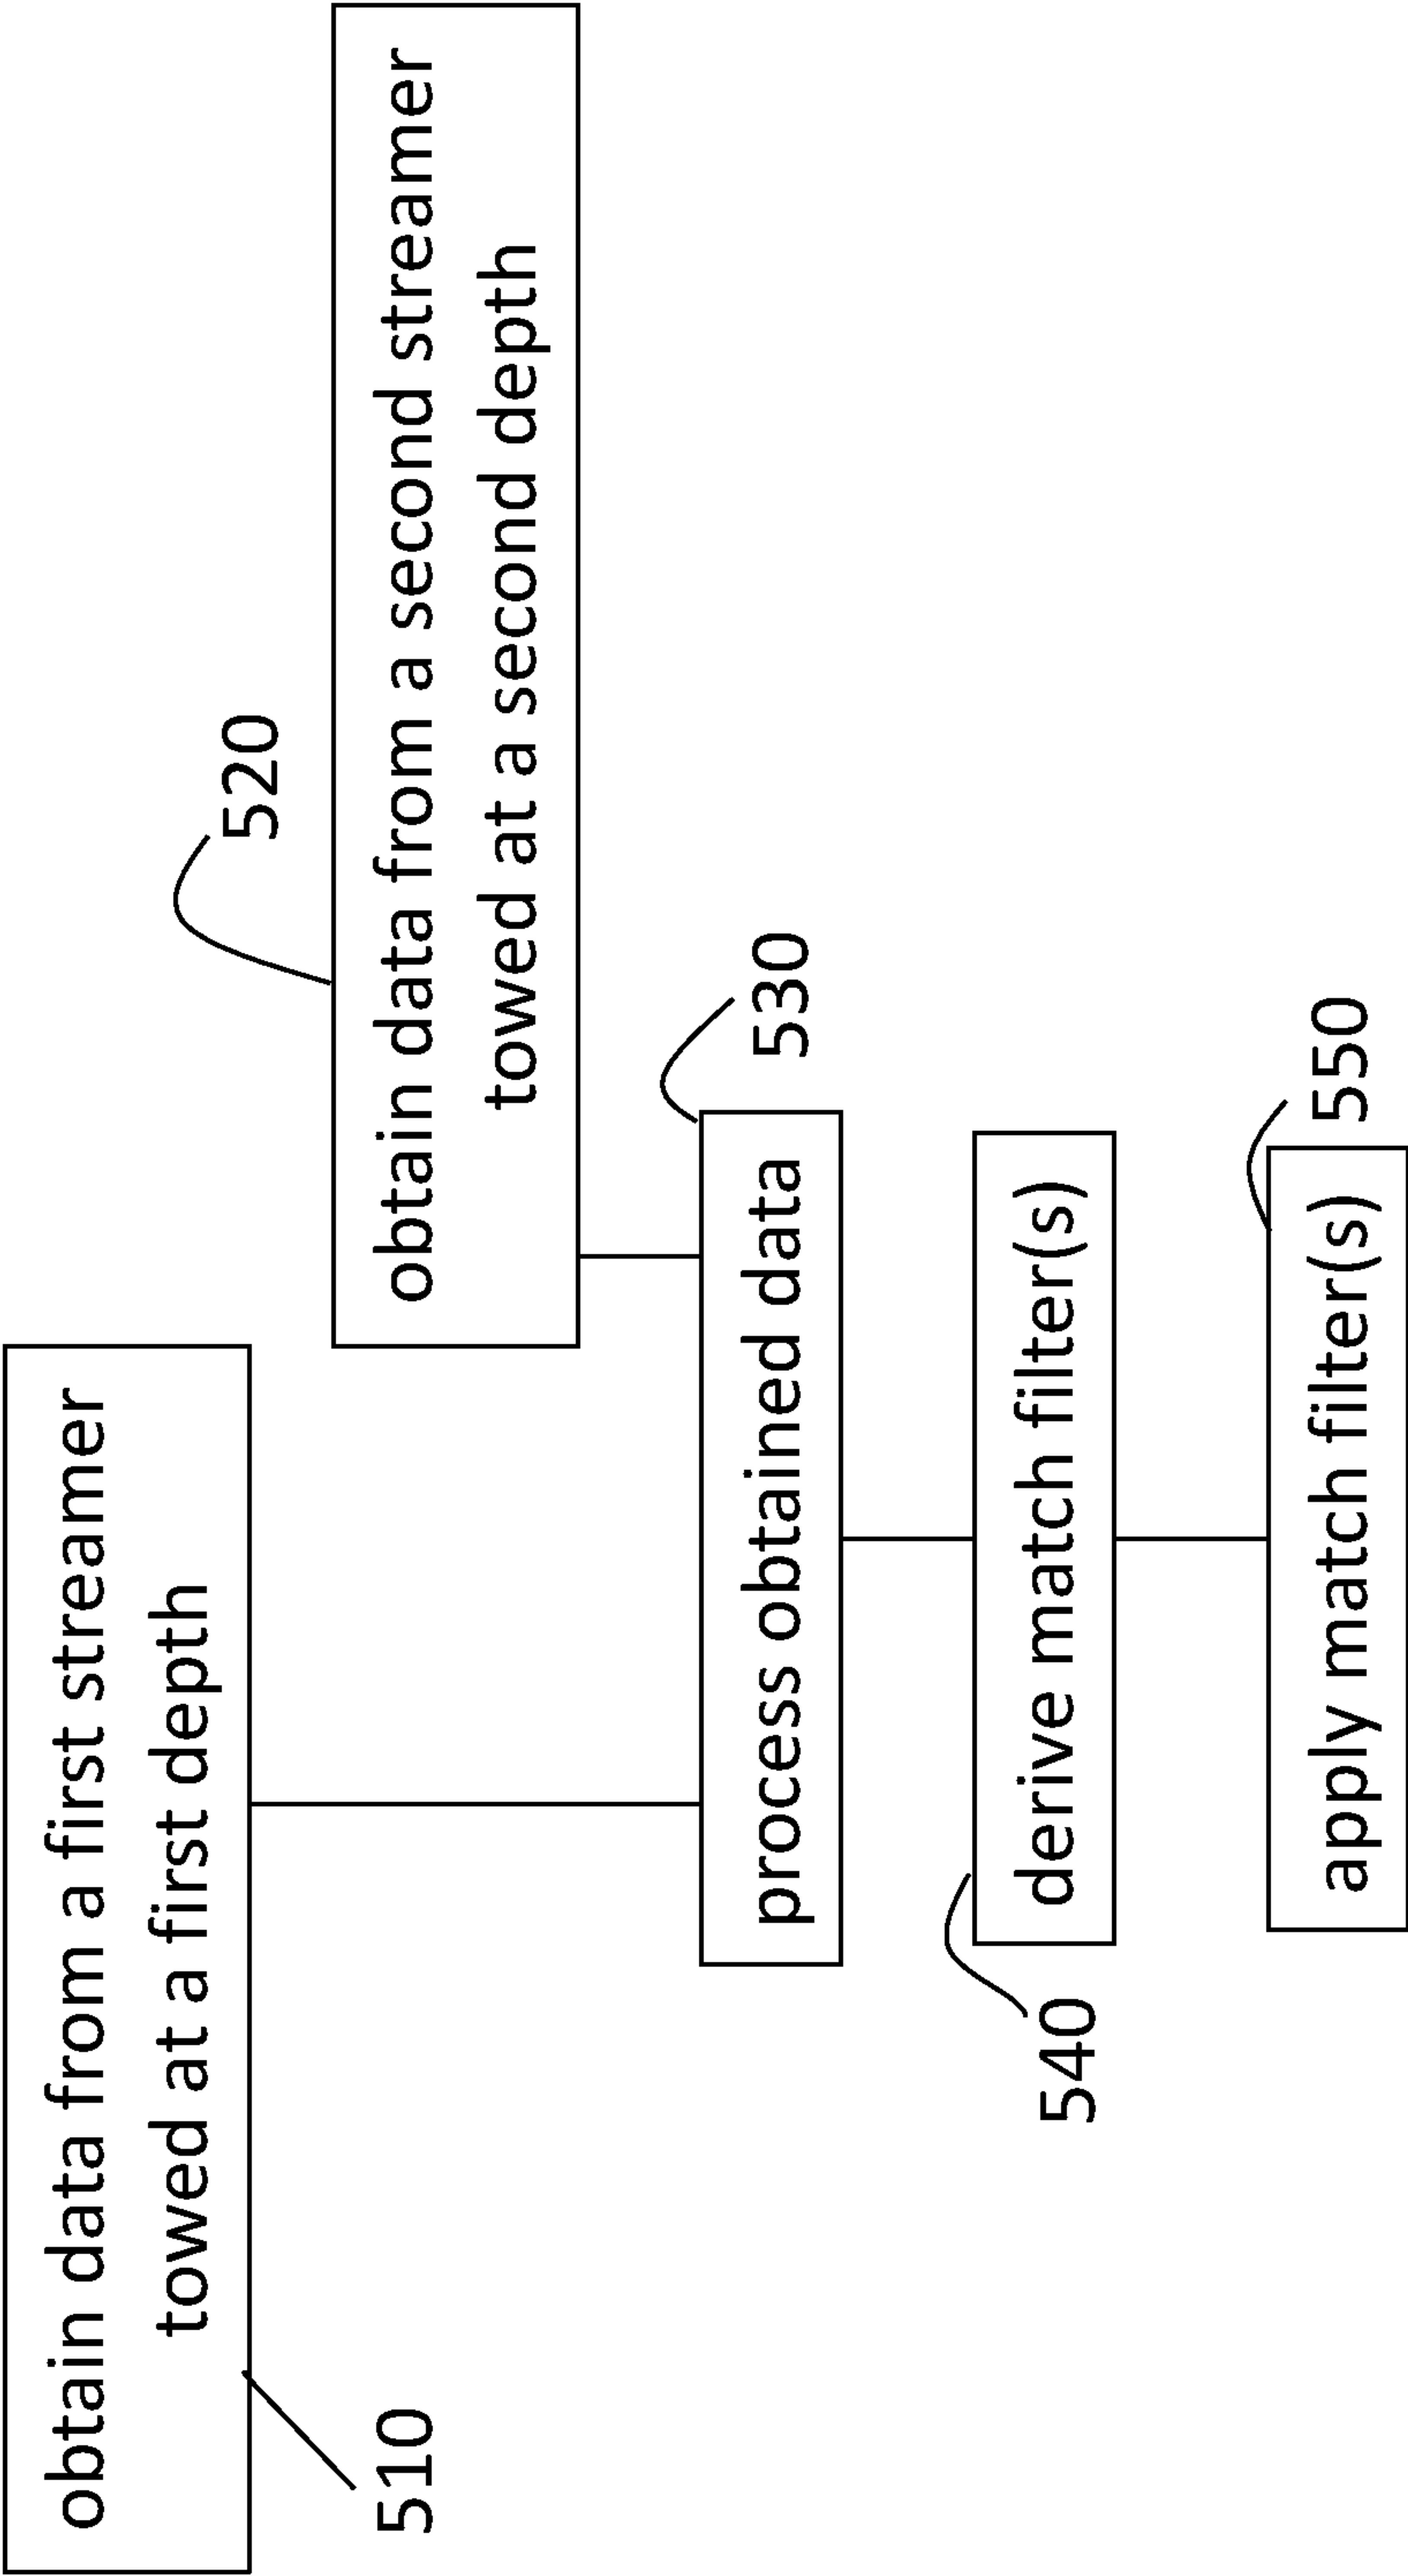 obtain data from a first streamer
towed at a first depth
510
520
obtain data from a second streamer
towed at a second depth
530
process obtained data
540
derive match filter(s)
550
apply match filter(s)